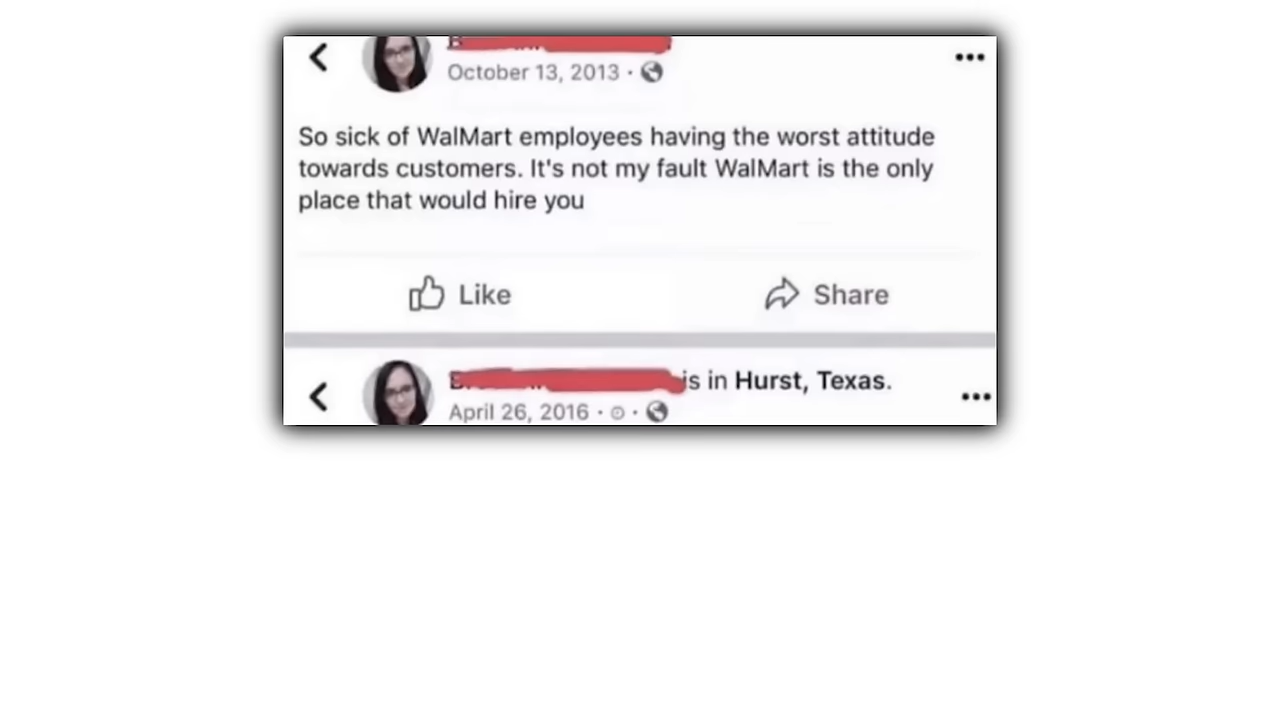 October 13, 2013 ·
So sick of WalMart employees having the worst attitude
towards customers. It's not my fault WalMart is the only
place that would hire you
Like
Share
is in Hurst, Texas.
April 26, 2016 · ·